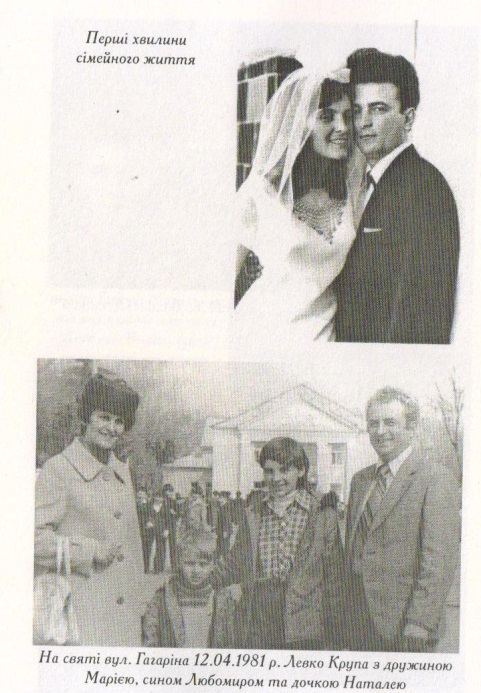 Перші хвилини
сімейного життя
На святі вул. Гагаріна 12.04.1981 р. Левко Крупа з дружиною
Марією, сином Любомиром та дочкою Наталею